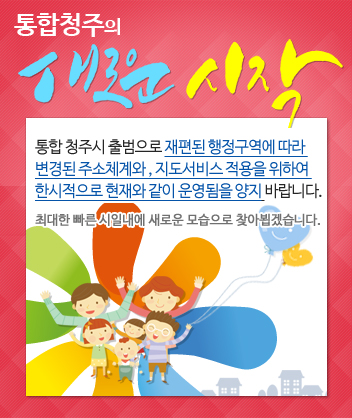 통합청주의
새로운 시작
통합 청주시 출범으로 재편된 행정구역에 따라
변경된 주소체계와 , 지도서비스 적용을 위하여
한시적으로 현재와 같이 운영됨을 양지 바랍니다.
최대한 빠른 시일내에 새로운 모습으로 찾아뵙겠습니다.